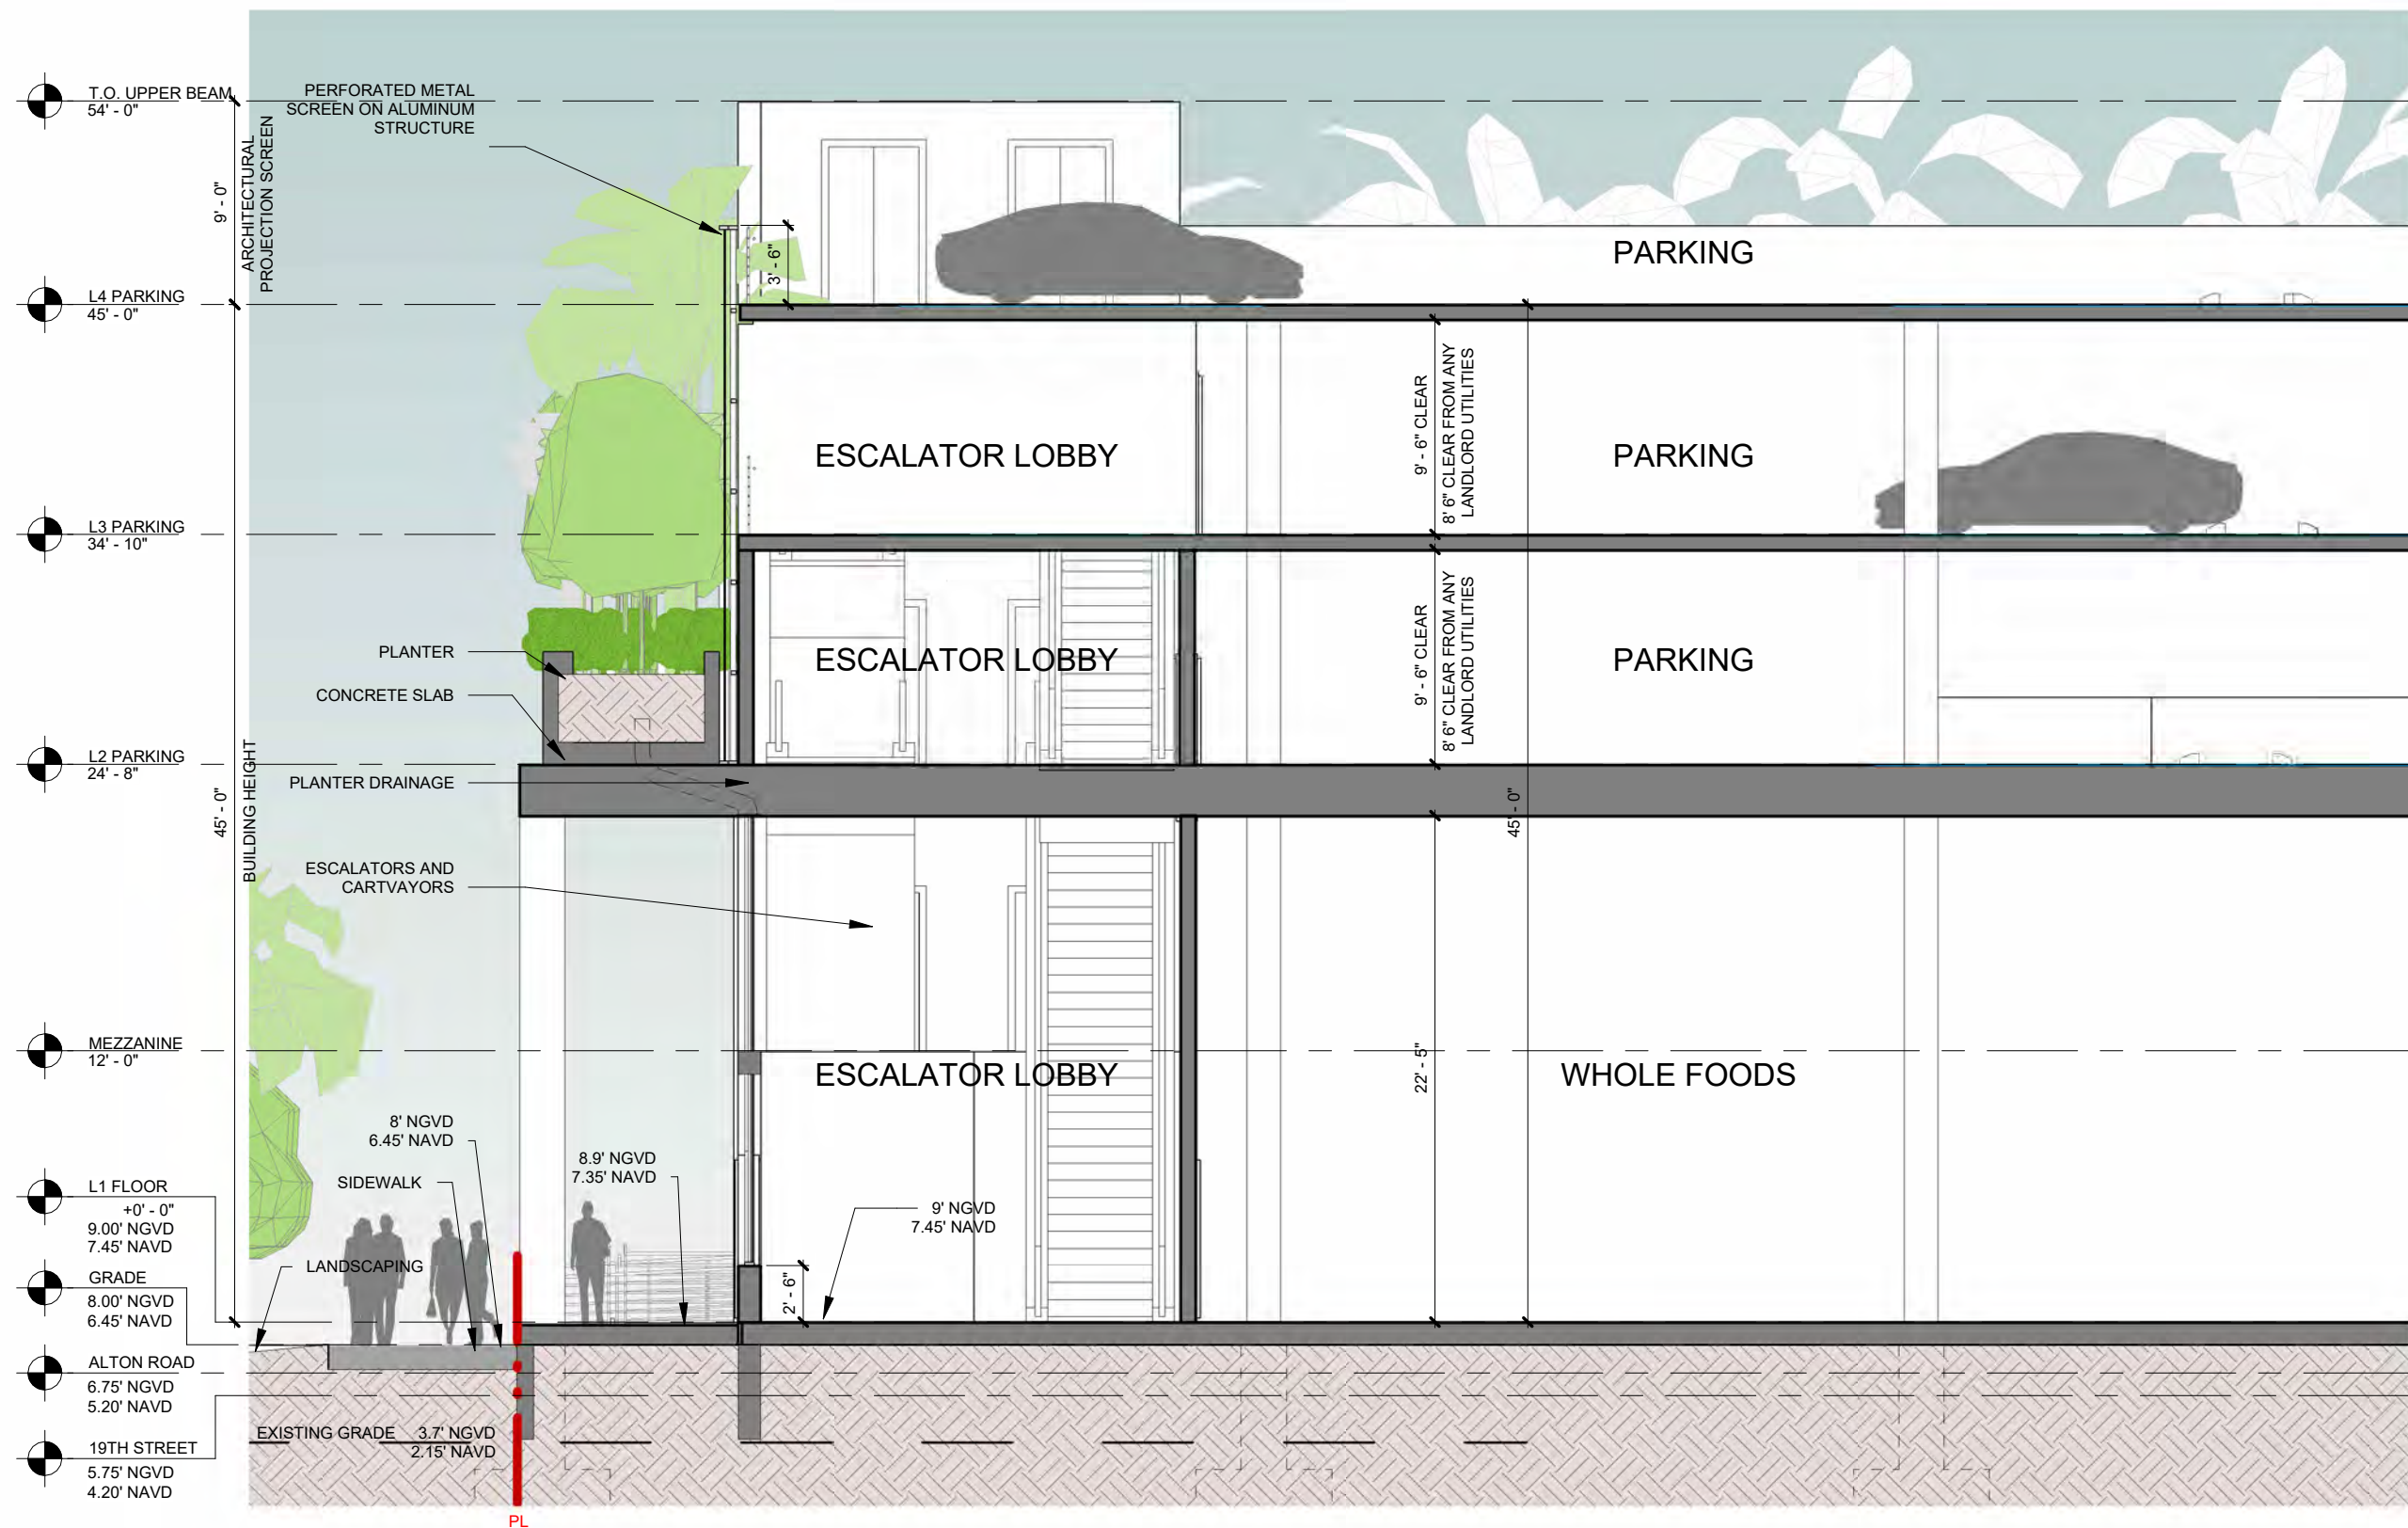 T.O. UPPER BEAM
54' - 0"
9' - 0"
ARCHITECTURAL
PROJECTION SCREEN
PERFORATED METAL
SCREEN ON ALUMINUM
STRUCTURE
3' - 6"
PARKING
L4 PARKING
45' - 0"
ESCALATOR LOBBY
9' - 6" CLEAR
8' 6" CLEAR FROM ANY
LANDLORD UTILITIES
PARKING
L3 PARKING
34' - 10"
PLANTER
CONCRETE SLAB
ESCALATOR LOBBY
9' - 6" CLEAR
8' 6" CLEAR FROM ANY
LANDLORD UTILITIES
PARKING
L2 PARKING
24' - 8"
PLANTER DRAINAGE
45' - 0"
BUILDING HEIGHT
45' - 0"
ESCALATORS AND
CARTVAYORS
MEZZANINE
12' - 0"
ESCALATOR LOBBY
22' - 5"
WHOLE FOODS
8' NGVD
6.45' NAVD
SIDEWALK
8.9' NGVD
7.35' NAVD
9' NGVD
7.45' NAVD
L1 FLOOR
+0' - 0"
9.00' NGVD
7.45' NAVD
LANDSCAPING
2' - 6"
GRADE
8.00' NGVD
6.45' NAVD
ALTON ROAD
6.75' NGVD
5.20' NAVD
EXISTING GRADE 3.7' NGVD
2.15' NAVD
19TH STREET
5.75' NGVD
4.20' NAVD
PL